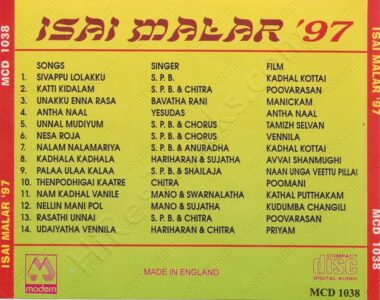 ISAI MALAR '97
MCD 1038
ISAI MALAR '97
SONGS SINGER FILM
1. SIVAPPU LOLAKKU S. P. B. KADHAL KOTTAI
2. KATTI KIDALAM S. P. B. & CHITRA POOVARASAN
3. UNAKKU ENNA RASA BAVATHA RANI MANICKAM
4. ANTHA NAAL YESUDAS ANTHA NAAL
5. UNNAL MUDIYUM S. P. B. & CHORUS TAMIZH SELVAN
6. NESA ROJA S. P. B. & CHORUS VENNILA
7. NALAM NALAMARIYA S. P. B. & ANURADHA KADHAL KOTTAI
8. KADHALA KADHALA HARIHARAN & SUJATHA AVVAI SHANMUGHI
9. PALAA ULAA KALAA S. P. B. & SHAILAJA NAAN UNGA VEETTU PILLAI
10. THENPODHIGAI KAATRE CHITRA POOMANI
11. NAM KADHAL VANILE MANO & SWARNALATHA KATHAL PUTTHAKAM
12. NELLIN MANI POL MANO & SUJATHA KUDUMBA CHANGILI
13. RASATHI UNNAI S. P. B. & CHITRA POOVARASAN
14. UDAIYATHA VENNILA HARIHARAN & CHITRA PRIYAM
modern
MADE IN ENGLAND
COMPACT
disc
DIGITAL AUDIO
MCD 1038
ISAI MALAR '97
MCD 1038